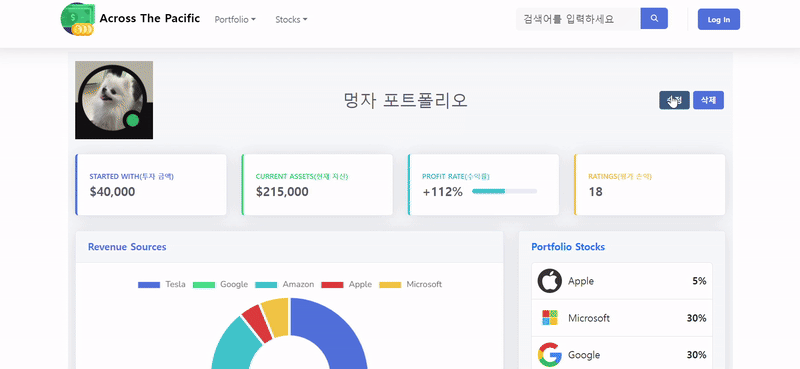 Across The Pacific
Portfolio
Stocks
검색어를 입력하세요
Log In
멍자 포트폴리오
삭제
STARTED WITH(투자 금액)
$40,000
CURRENT ASSETS(현재 자산)
$215,000
PROFIT RATE(수익률)
+112%
RATINGS(평가 손익)
18
Revenue Sources
Tesla Google Amazon Apple Microsoft
Portfolio Stocks
Apple 5%
Microsoft 30%
Google 30%